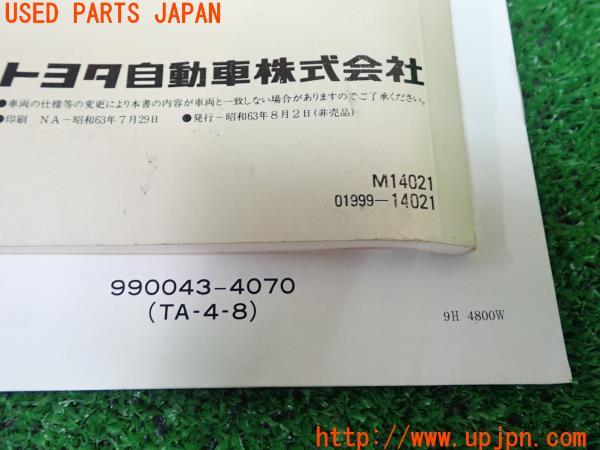 USED PARTS JAPAN
トヨタ自動車株式会社
●車両の仕様等の変更により本書の内容が車両と一致しない場合がありますのでご了承ください。
●印刷 NA－昭和63年7月29日 ●発行－昭和63年8月2日(非売品)
M14021
01999—14021
990043-4070
(TA-4-8)
9H 4800W
http://www.upjpn.com/